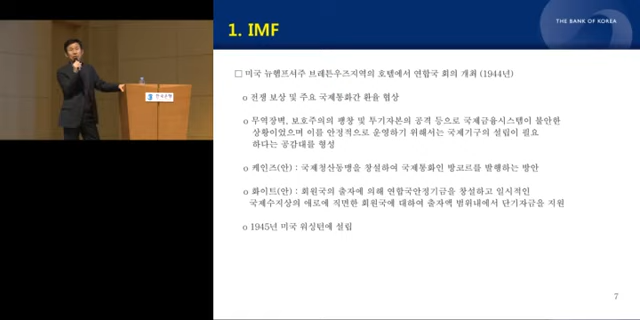 THE BANK OF KOREA
1. IMF
□ 미국 뉴햄프셔주 브레튼우즈지역의 호텔에서 연합국 회의 개최 (1944년)
o 전쟁 보상 및 주요 국제통화간 환율 협상
o 무역장벽, 보호주의의 팽창 및 투기자본의 공격 등으로 국제금융시스템이 불안한
상황이었으며 이를 안정적으로 운영하기 위해서는 국제기구의 설립이 필요
하다는 공감대를 형성
o 케인즈(안) : 국제청산동맹을 창설하여 국제통화인 방코르를 발행하는 방안
o 화이트(안) : 회원국의 출자에 의해 연합국안정기금을 창설하고 일시적인
국제수지상의 애로에 직면한 회원국에 대하여 출자액 범위내에서 단기자금을 지원
o 1945년 미국 워싱턴에 설립
한국은행
7